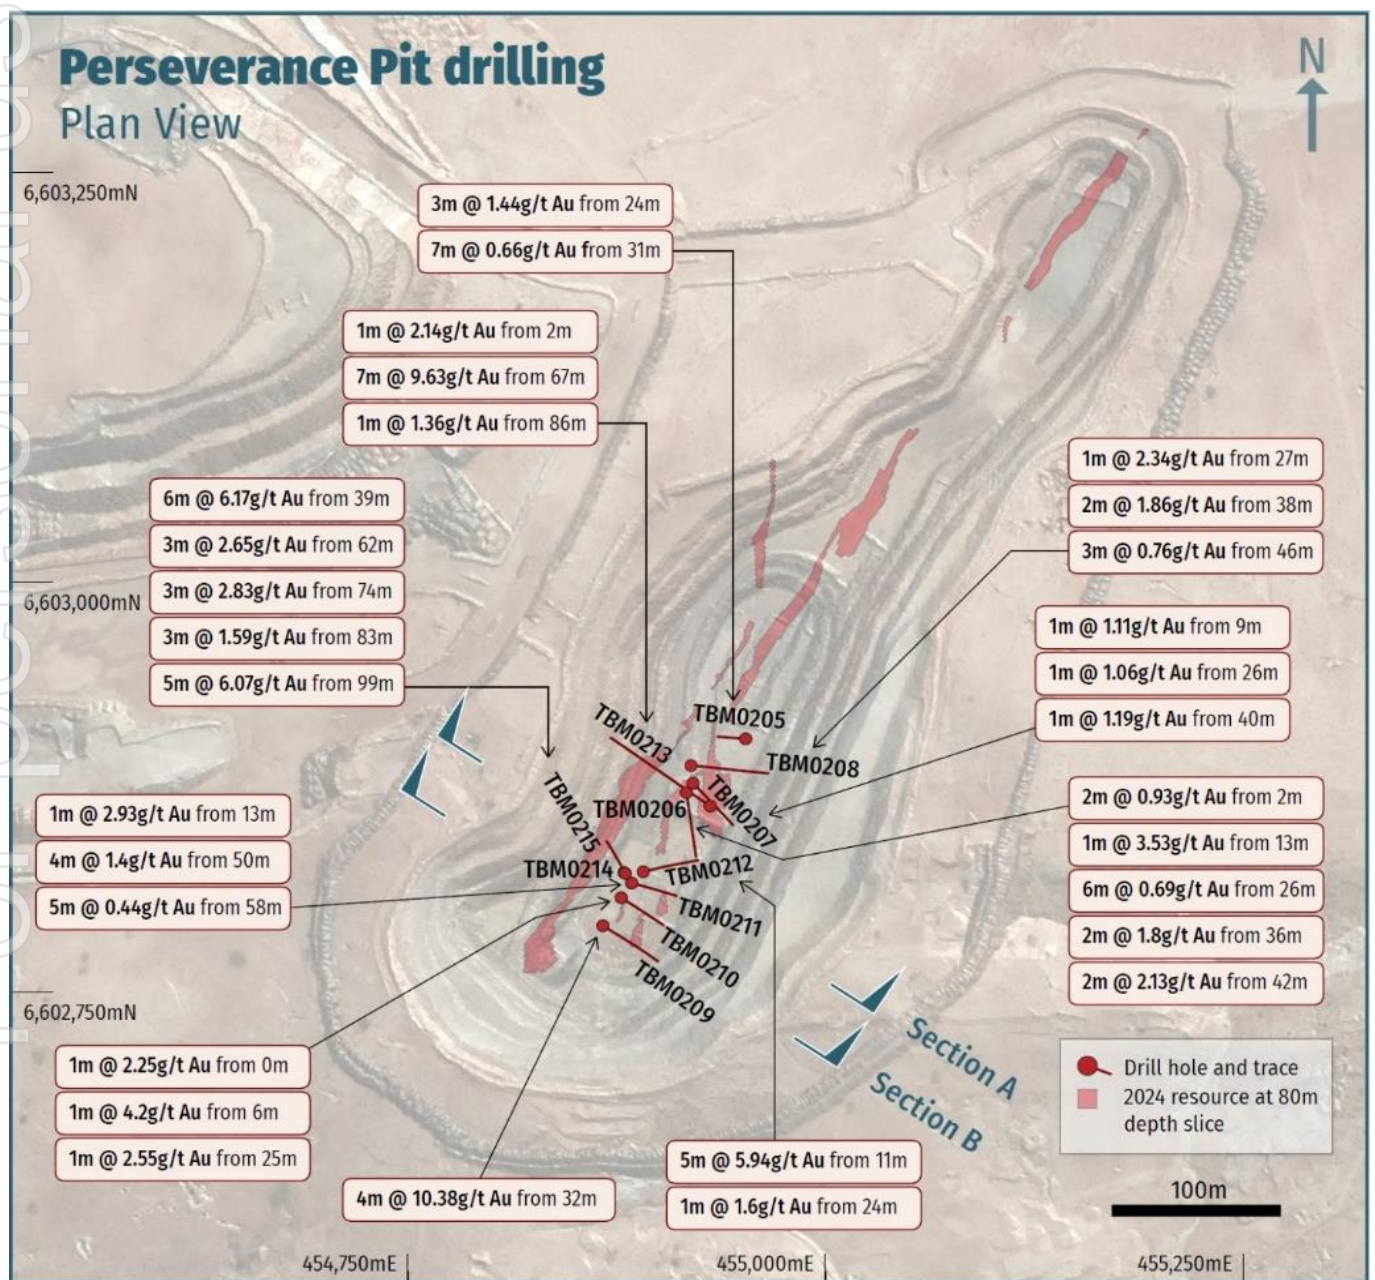 Perseverance Pit drilling
Plan View
N
6,603,250mN
3m @ 1.44g/t Au from 24m
7m @ 0.66g/t Au from 31m
1m @ 2.14g/t Au from 2m
7m @ 9.63g/t Au from 67m
1m @ 1.36g/t Au from 86m
6m @ 6.17g/t Au from 39m
3m @ 2.65g/t Au from 62m
3m @ 2.83g/t Au from 74m
3m @ 1.59g/t Au from 83m
5m @ 6.07g/t Au from 99m
6,603,000mN
1m @ 2.34g/t Au from 27m
2m @ 1.86g/t Au from 38m
3m @ 0.76g/t Au from 46m
1m @ 1.11g/t Au from 9m
1m @ 1.06g/t Au from 26m
1m @ 1.19g/t Au from 40m
TBM0213
TBM0205
TBM0208
TBM0206
TBM0207
TBM0215
TBM0214
TBM0212
TBM0211
TBM0210
TBM0209
1m @ 2.93g/t Au from 13m
4m @ 1.4g/t Au from 50m
5m @ 0.44g/t Au from 58m
2m @ 0.93g/t Au from 2m
1m @ 3.53g/t Au from 13m
6m @ 0.69g/t Au from 26m
2m @ 1.8g/t Au from 36m
2m @ 2.13g/t Au from 42m
6,602,750mN
1m @ 2.25g/t Au from 0m
1m @ 4.2g/t Au from 6m
1m @ 2.55g/t Au from 25m
4m @ 10.38g/t Au from 32m
5m @ 5.94g/t Au from 11m
1m @ 1.6g/t Au from 24m
Section A
Section B
Drill hole and trace
2024 resource at 80m
depth slice
100m
454,750mE
455,000mE
455,250mE